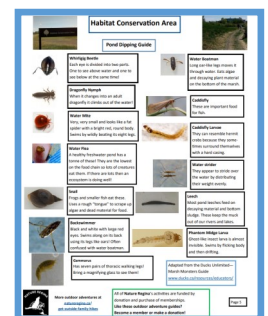 Habitat Conservation Area
Pond Dipping Guide
Whirligig Beetle
Each eye is divided into two parts.
One to see above water and one to
see below at the same time!
Dragonfly Nymph
When it changes into an adult
dragonfly it climbs out of the water!
Water Mite
Very, very small and looks like a fat
spider with a bright red, round body.
Swims by wildly beating its eight legs.
Water Flea
A healthy freshwater pond has a
tonne of these! They are the lowest
on the food chain so lots of creatures
eat them. If there are lots then an
ecosystem is doing well!
Snail
Frogs and smaller fish eat these.
Uses a "rough" tongue to scrape up
algae and dead material for food.
Backswimmer
Black and white with large red
eyes. Swims along on its back
using its legs like oars! Often
confused with water boatman.
Gammarus
Has seven pairs of thoracic walking legs!
Bring a magnifying glass to see them!
Water Boatman
Long oar-like legs moves it
through water. Eats algae
and decaying plant material
on the bottom of the marsh.
Caddisfly
These are important food
for fish.
Caddisfly Larvae
They can resemble hermit
crabs because they some-
times surround themselves
with a hard casing.
Water strider
They appear to stride over
the water by distributing
their weight evenly.
Leech
Most pond leeches feed on
decaying material and bottom
sludge. These keep the muck
out of our rivers and lakes.
Phantom Midge Larva
Ghost like insect larva is almost
invisible. Swims by flicking body
and then drifting.
Adapted from the Ducks Unlimited—
Marsh Monsters Guide
www.ducks.ca/resources/educators/
More outdoor adventures at
naturesregina.ca/
get-outside-family-hikes
All of Nature Regina's activities are funded by
donation and purchase of memberships.
Like these outdoor adventure guides?
Become a member or make a donation!
Page 5